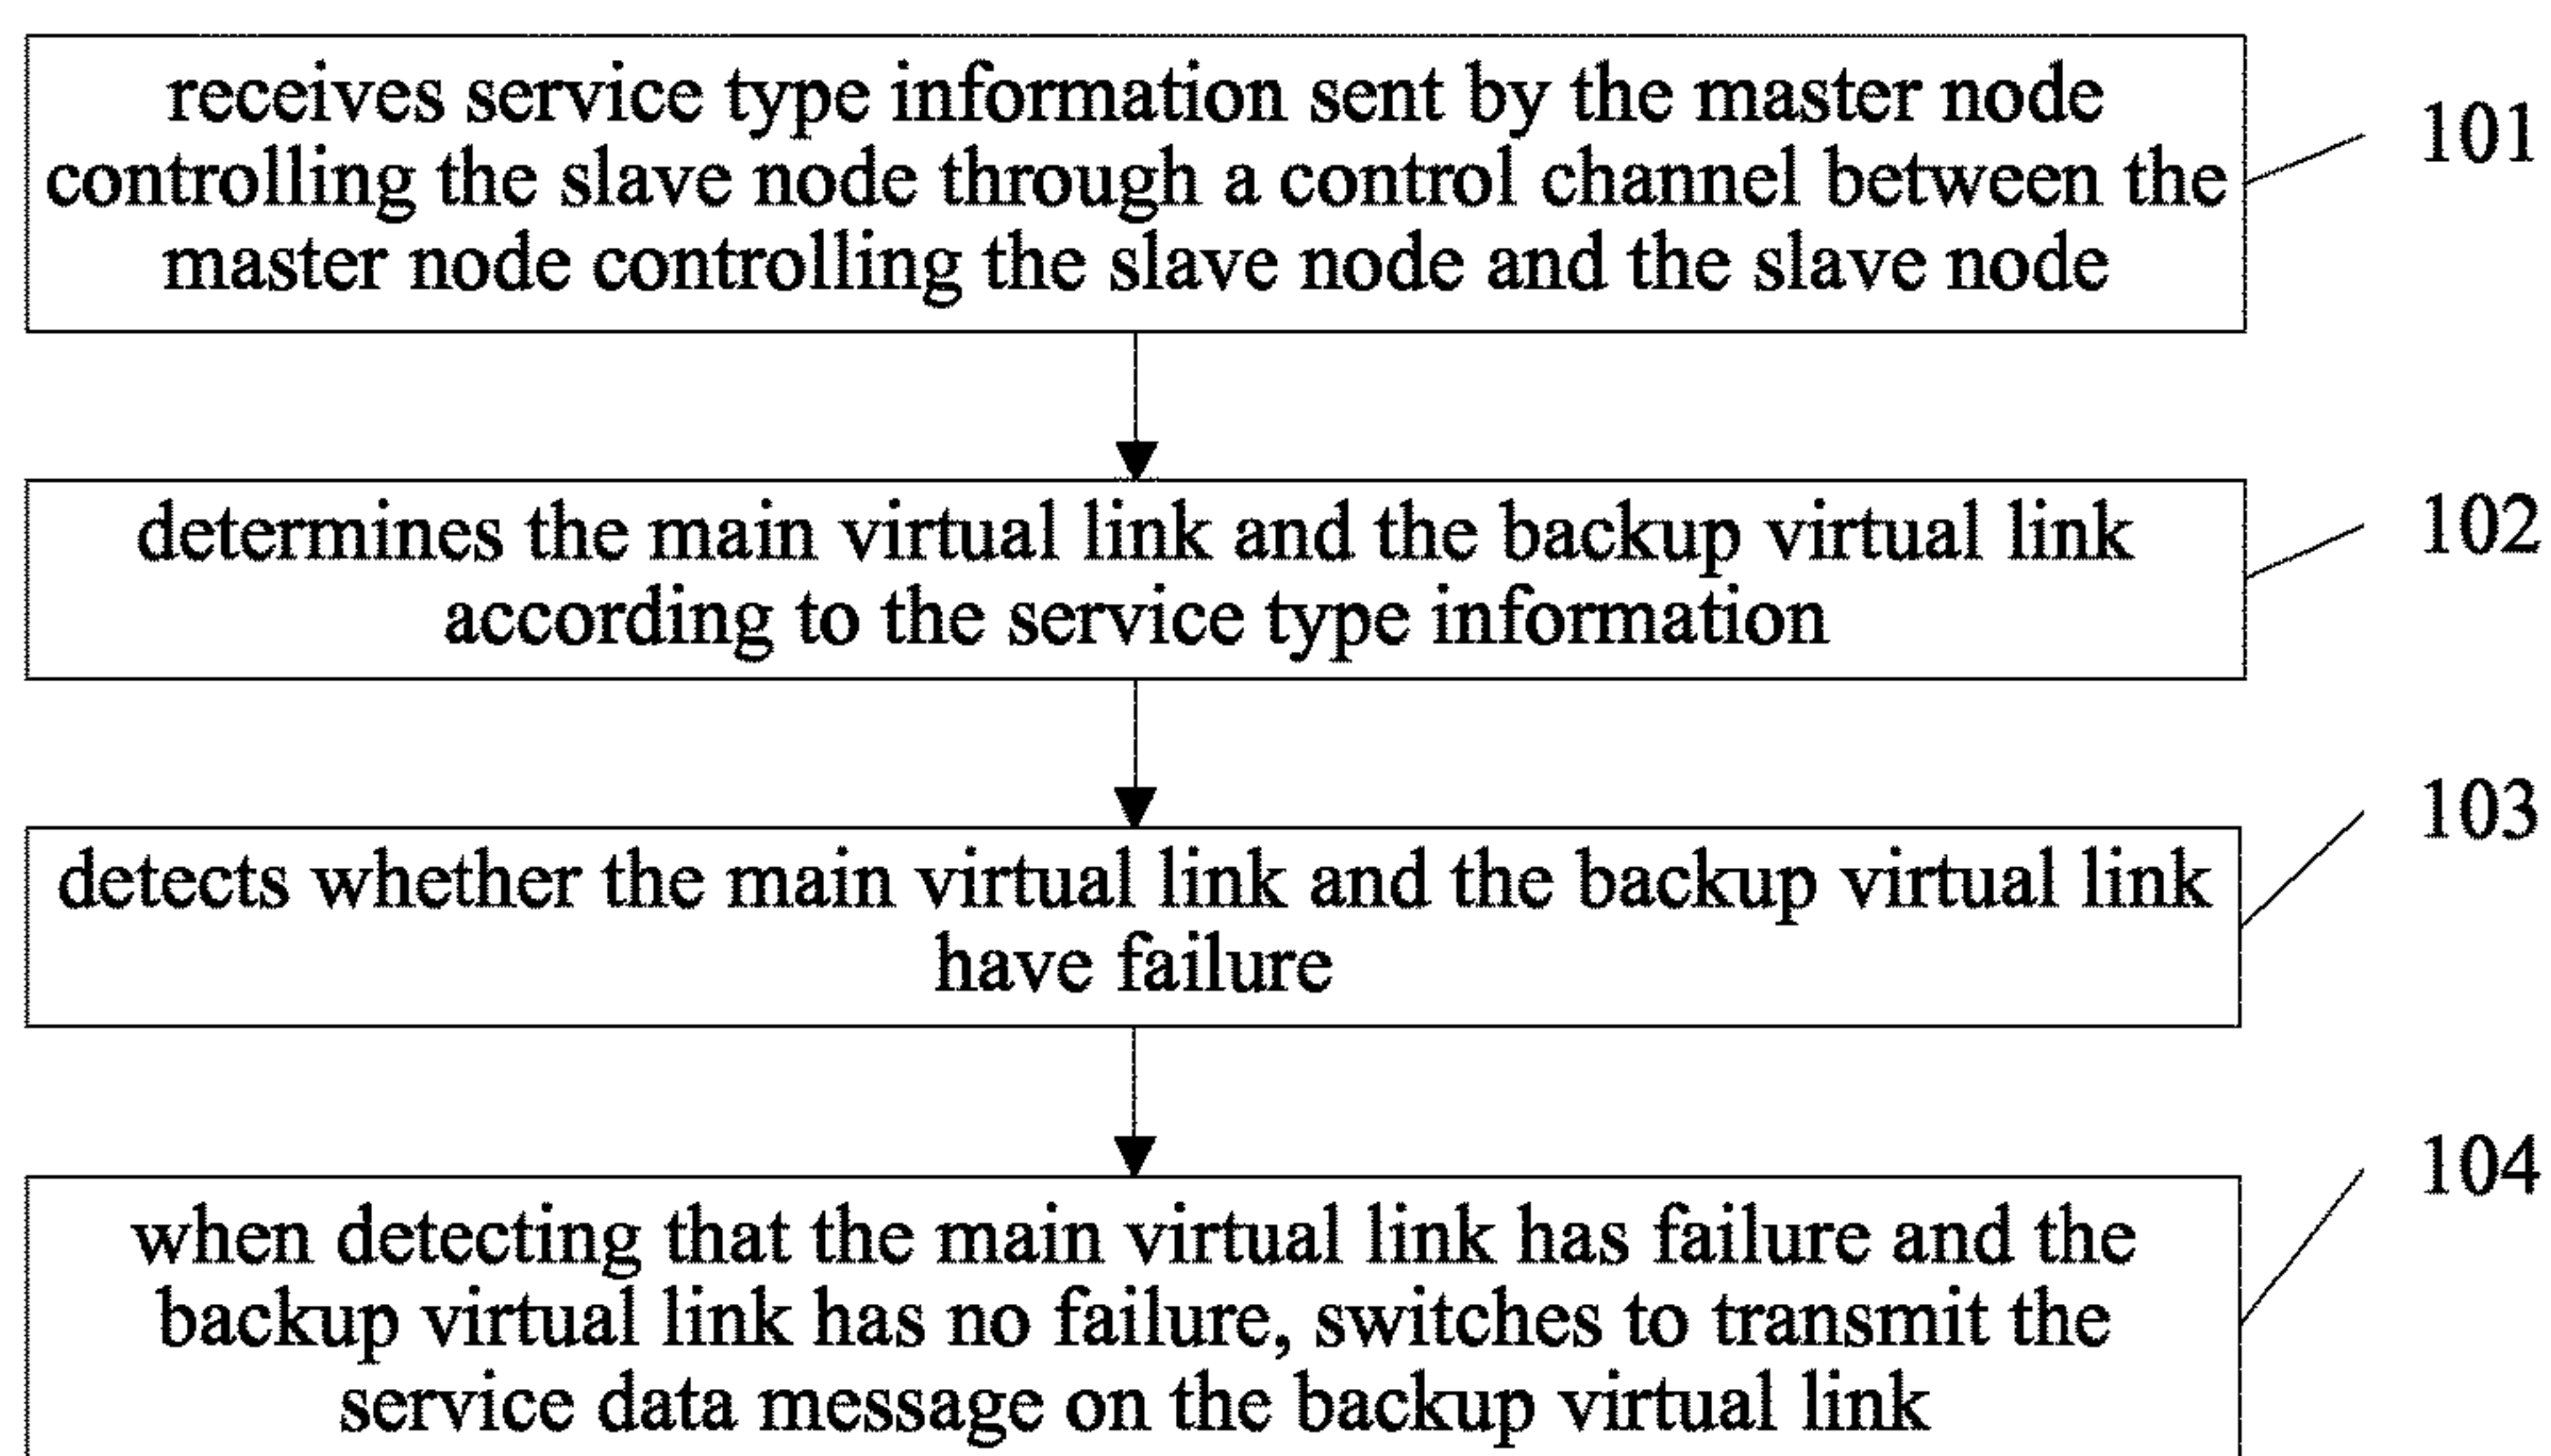 receives service type information sent by the master node
controlling the slave node through a control channel between the
master node controlling the slave node and the slave node
101
determines the main virtual link and the backup virtual link
according to the service type information
102
detects whether the main virtual link and the backup virtual link
have failure
103
when detecting that the main virtual link has failure and the
backup virtual link has no failure, switches to transmit the
service data message on the backup virtual link
104